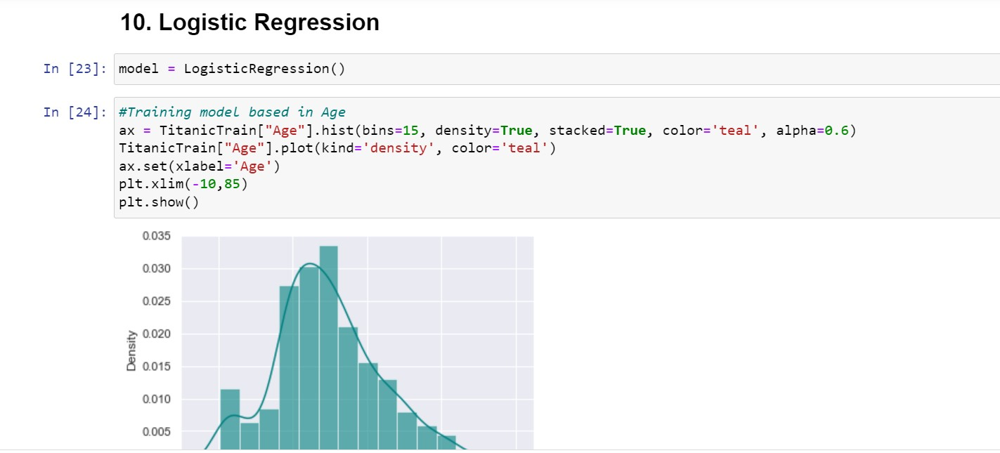 10. Logistic Regression
In [23]: model = LogisticRegression()
In [24]: #Training model based in Age
ax = TitanicTrain["Age"].hist(bins=15, density=True, stacked=True, color='teal', alpha=0.6)
TitanicTrain["Age"].plot(kind='density', color='teal')
ax.set(xlabel='Age')
plt.xlim(-10,85)
plt.show()
0.035
0.030
0.025
0.020
Density
0.015
0.010
0.005